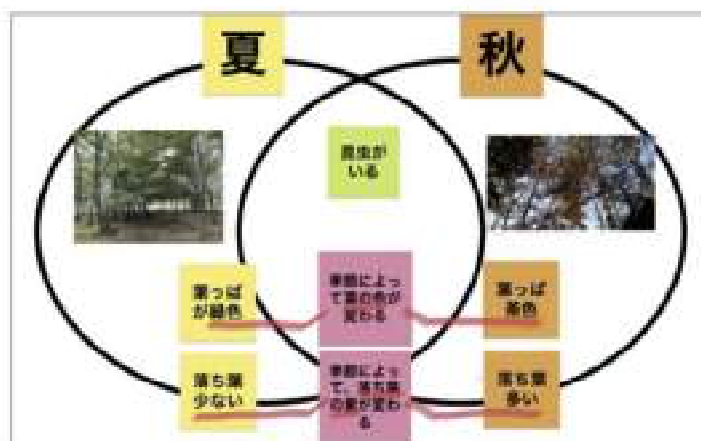 夏
秋
昆虫が
いる
葉っぱ
が緑色
季節によっ
て葉の色が
変わる
葉っぱ
茶色
落ち葉
少ない
季節によっ
て、落ち葉
の量が変わ
る
落ち葉
多い